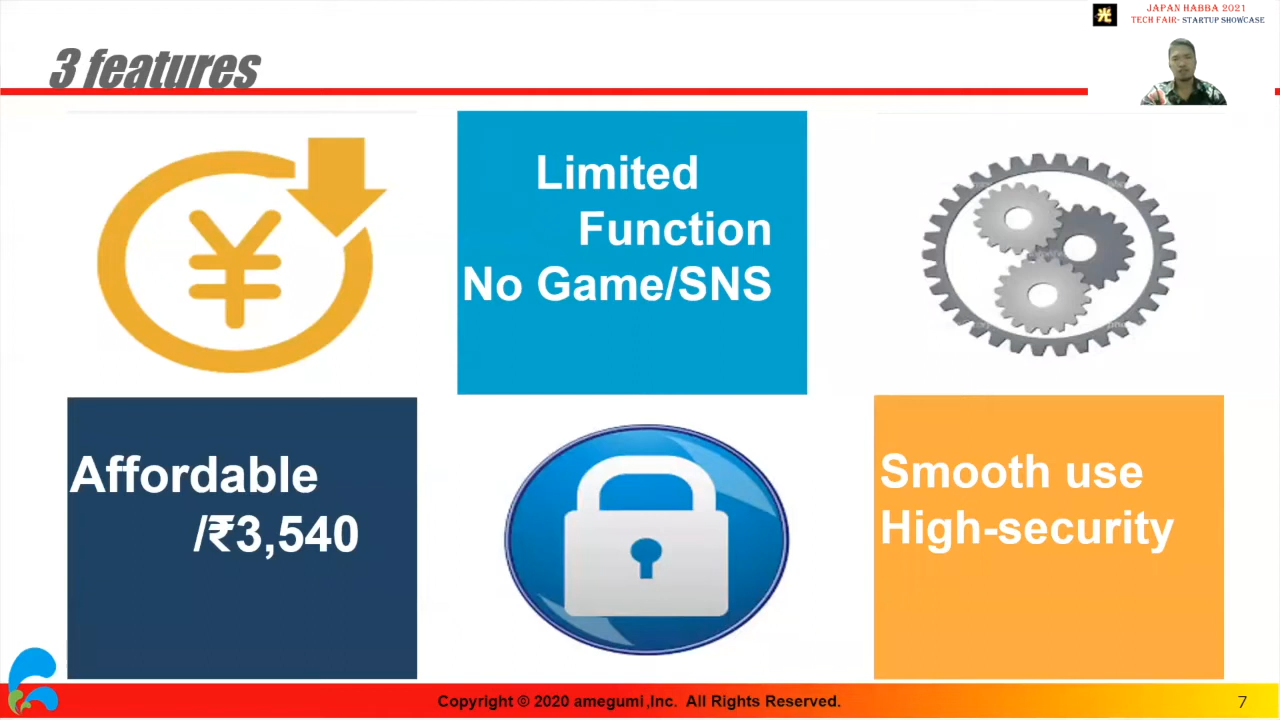 JAPAN HABBA 2021
TECH FAIR- STARTUP SHOWCASE
3 features
Limited
Function
No Game/SNS
Affordable
/₹3,540
Smooth use
High-security
Copyright © 2020 amegumi,Inc. All Rights Reserved.
7